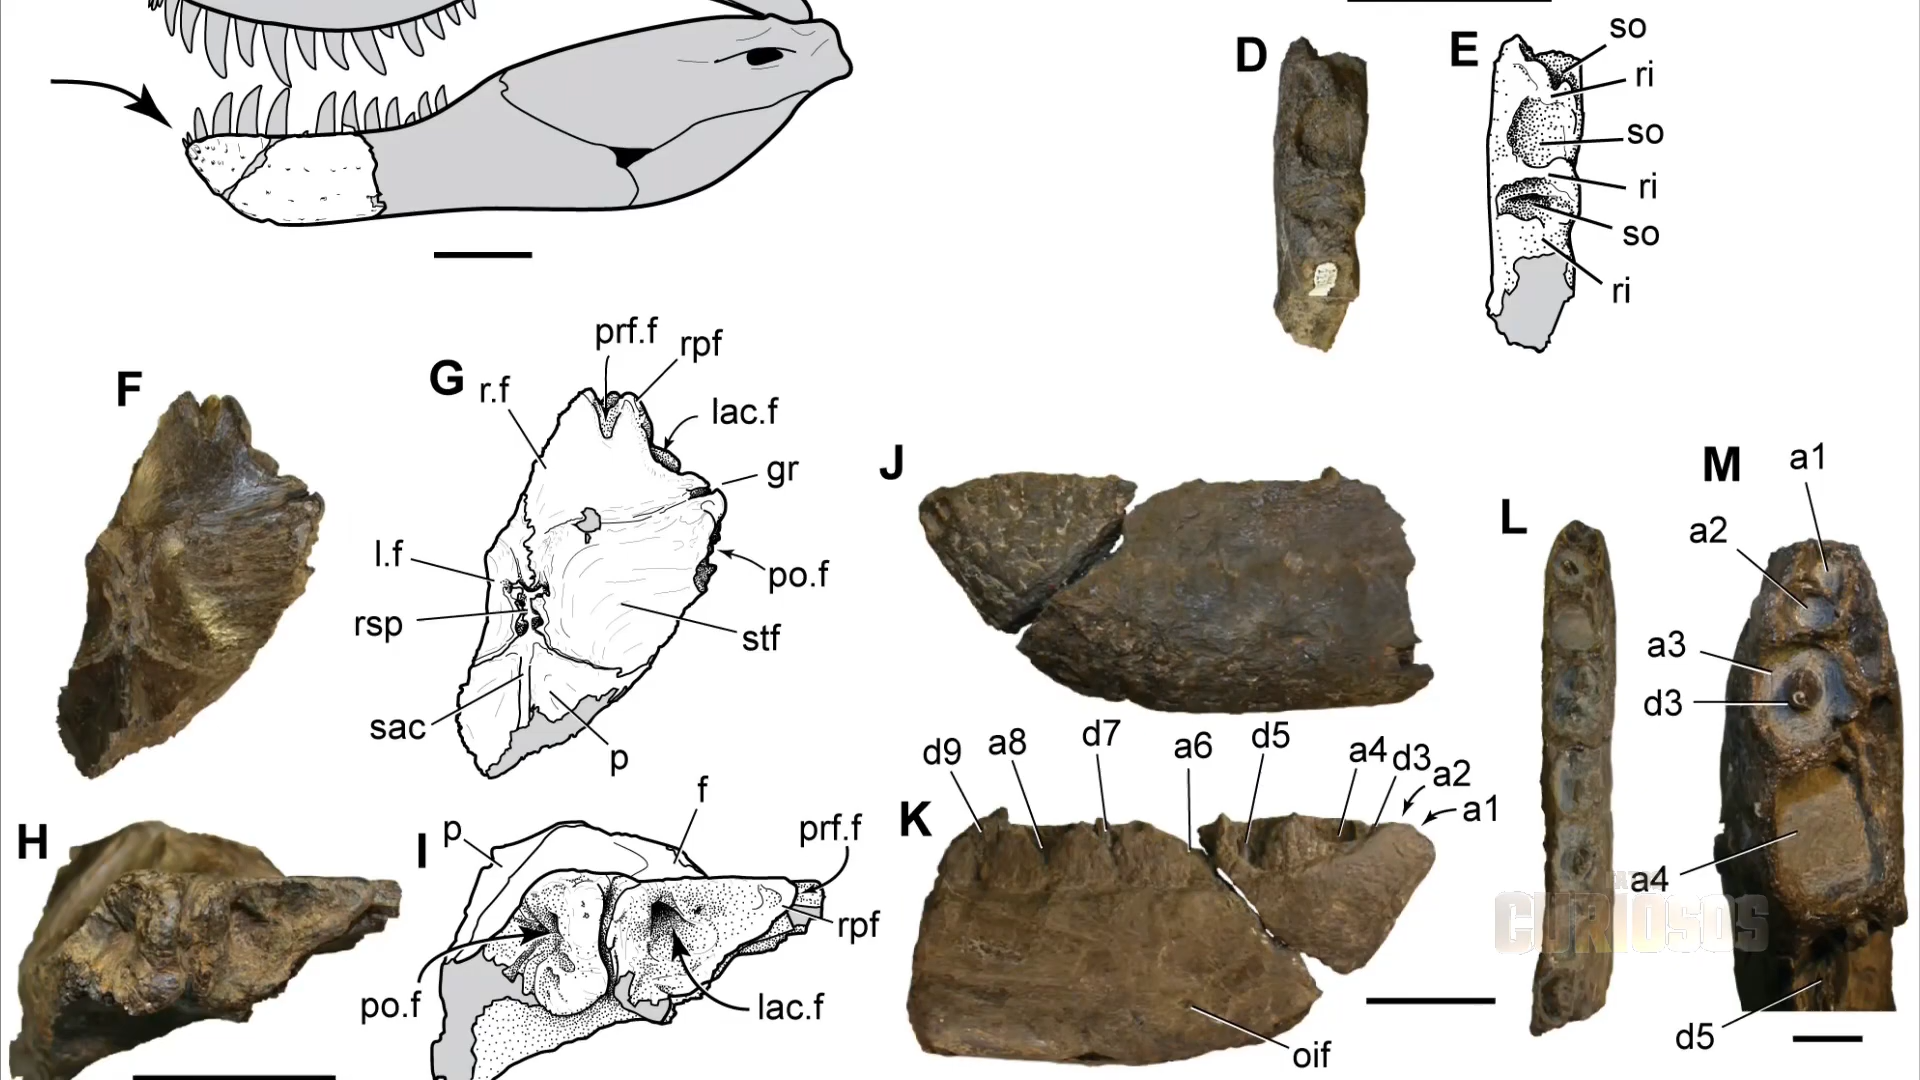 D
E
so
ri
so
ri
so
ri
F
G
prf.f
rpf
r.f
lac.f
gr
l.f
po.f
rsp
stf
sac
p
H
I
p
f
prf.f
rpf
po.f
lac.f
J
K
d9
a8
d7
a6
d5
a4
d3
a2
a1
oif
L
M
a1
a2
a3
d3
a4
d5
CURIOSOS